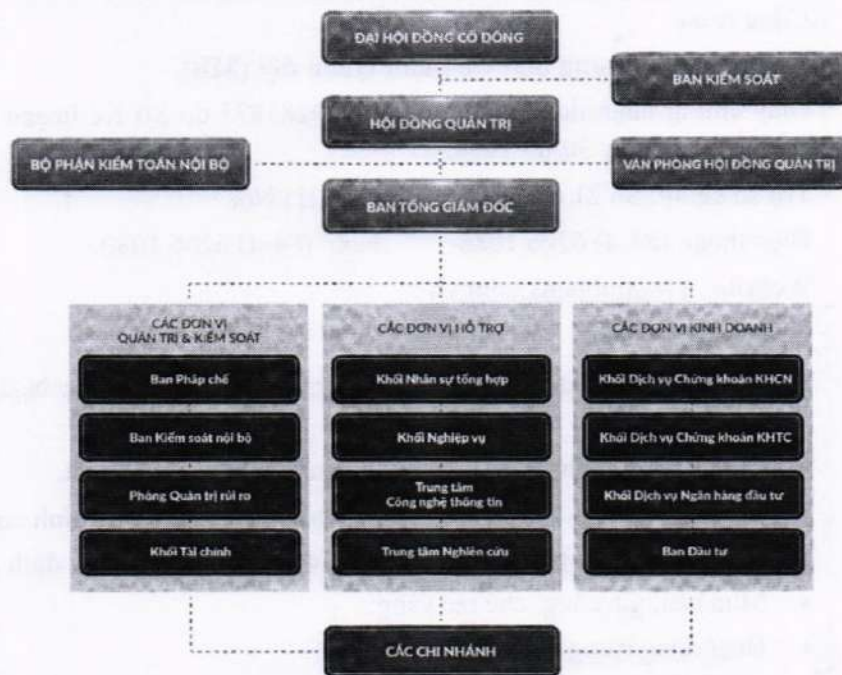 ĐẠI HỘI ĐỒNG CỔ ĐÔNG
BAN KIỂM SOÁT
HỘI ĐỒNG QUẢN TRỊ
BỘ PHẬN KIỂM TOÁN NỘI BỘ
VĂN PHÒNG HỘI ĐỒNG QUẢN TRỊ
BAN TỔNG GIÁM ĐỐC
CÁC ĐƠN VỊ
QUẢN TRỊ & KIỂM SOÁT
CÁC ĐƠN VỊ HỖ TRỢ
CÁC ĐƠN VỊ KINH DOANH
Ban Pháp chế
Khối Nhân sự tổng hợp
Khối Dịch vụ Chứng khoán KHCN
Ban Kiểm soát nội bộ
Khối Nghiệp vụ
Khối Dịch vụ Chứng khoán KHTC
Phòng Quản trị rủi ro
Trung tâm
Công nghệ thông tin
Khối Dịch vụ Ngân hàng đầu tư
Khối Tài chính
Trung tâm Nghiên cứu
Ban Đầu tư
CÁC CHI NHÁNH